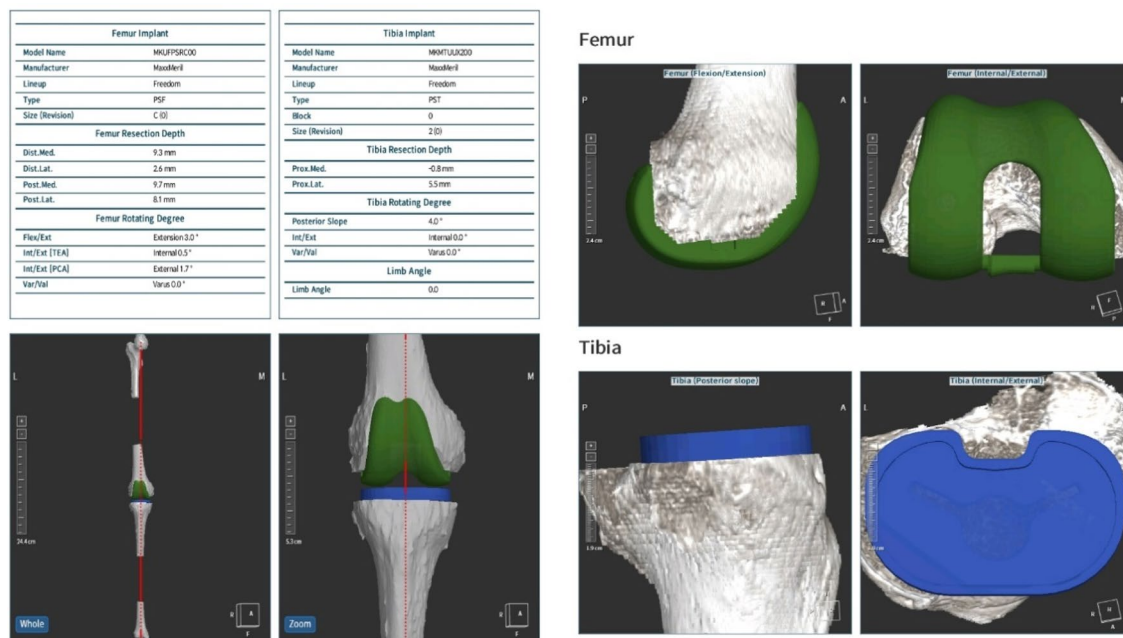 Femur Implant
Model Name MKUFPSRC00
Manufacturer MaxxMeril
Lineup Freedom
Type PSF
Size (Revision) C (0)
Femur Resection Depth
Dist.Med. 9.3 mm
Dist.Lat. 2.6 mm
Post.Med. 9.7 mm
Post.Lat. 8.1 mm
Femur Rotating Degree
Flex/Ext Extension 3.0 °
Int/Ext [TEA] Internal 0.5 °
Int/Ext [PCA] External 1.7 °
Var/Val Varus 0.0 °
Tibia Implant
Model Name MKMTUUX200
Manufacturer MaxxMeril
Lineup Freedom
Type PST
Block 0
Size (Revision) 2 (0)
Tibia Resection Depth
Prox.Med. -0.8 mm
Prox.Lat. 5.5 mm
Tibia Rotating Degree
Posterior Slope 4.0 °
Int/Ext Internal 0.0 °
Var/Val Varus 0.0 °
Limb Angle
Limb Angle 0.0
L M
+
-
24.4 cm
Whole
R A
F
L M
+
-
5.3 cm
Zoom
R A
F
Femur
Femur (Flexion/Extension)
P A
+
-
2.4 cm
R A
F
Femur (Internal/External)
L
+
-
2.4 cm
R F
P
Tibia
Tibia (Posterior slope)
P A
+
-
1.9 cm
Tibia (Internal/External)
L
R H
A